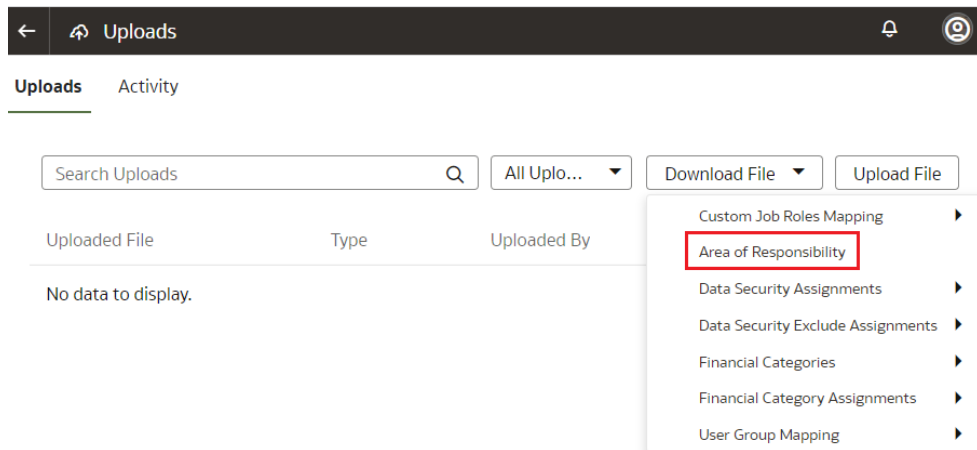 Uploads
Uploads Activity
Search Uploads All Uplo... Download File Upload File
Custom Job Roles Mapping
Uploaded File Type Uploaded By
Area of Responsibility
No data to display.
Data Security Assignments
Data Security Exclude Assignments
Financial Categories
Financial Category Assignments
User Group Mapping